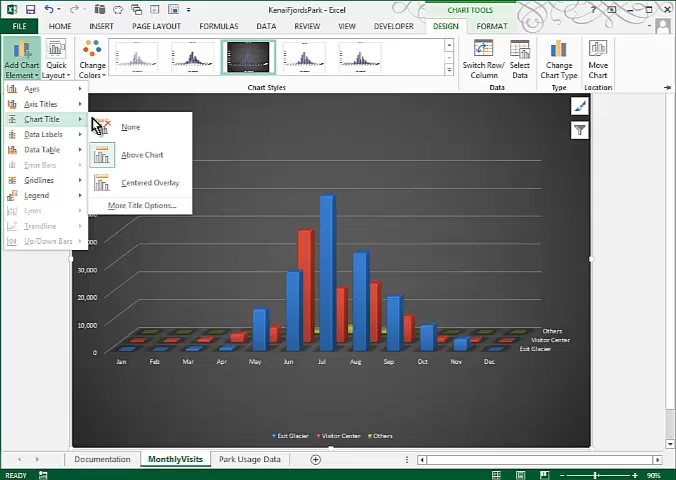 KenaiFjordsPark - Excel
CHART TOOLS
FILE HOME INSERT PAGE LAYOUT FORMULAS DATA REVIEW VIEW DEVELOPER DESIGN FORMAT
Add Chart Element
Quick Layout
Change Colors
Switch Row/ Column
Select Data
Change Chart Type
Move Chart
Chart Styles
Data
Type
Location
Axes
Axis Titles
Chart Title
Data Labels
Data Table
Error Bars
Gridlines
Legend
Lines
Trendline
Up/Down Bars
None
Above Chart
Centered Overlay
More Title Options...
30,000
20,000
10,000
0
Others
Visitor Center
Exit Glacier
Jan Feb Mar Apr May Jun Jul Aug Sep Oct Nov Dec
Exit Glacier Visitor Center Others
Documentation MonthlyVisits Park Usage Data
READY
90%